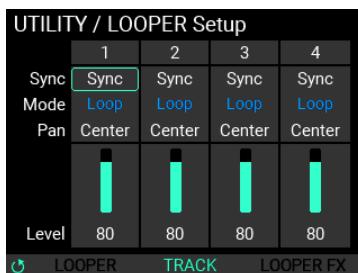 UTILITY / LOOPER Setup
1 2 3 4
Sync Sync Sync Sync Sync
Mode Loop Loop Loop Loop
Pan Center Center Center Center
Level 80 80 80 80
LOOPER TRACK LOOPER FX